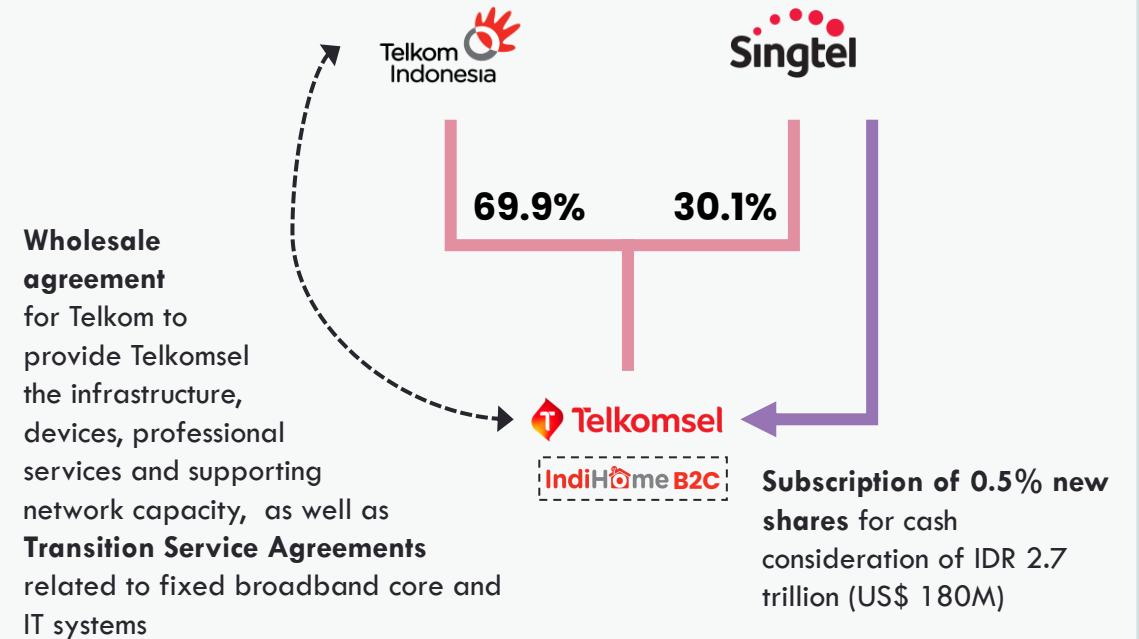 Telkom
Indonesia
Singtel
69.9%
30.1%
Wholesale
agreement
for Telkom to
provide Telkomsel
the infrastructure,
devices, professional
services and supporting
network capacity, as well as
Transition Service Agreements
related to fixed broadband core and
IT systems
T Telkomsel
IndiHome B2C
Subscription of 0.5% new
shares for cash
consideration of IDR 2.7
trillion (US$ 180M)